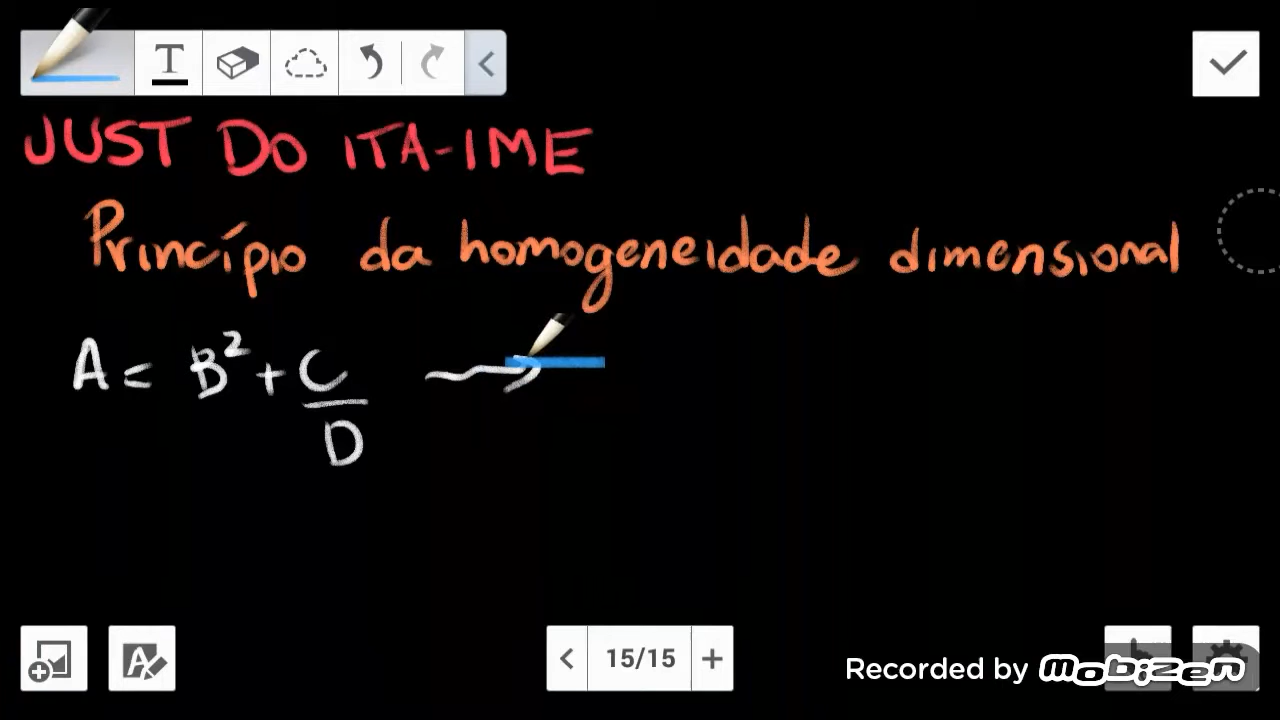 T
JUST DO ITA-IME
Princípio da homogeneidade dimensional
A = B² + C
D
15/15
Recorded by mobizen